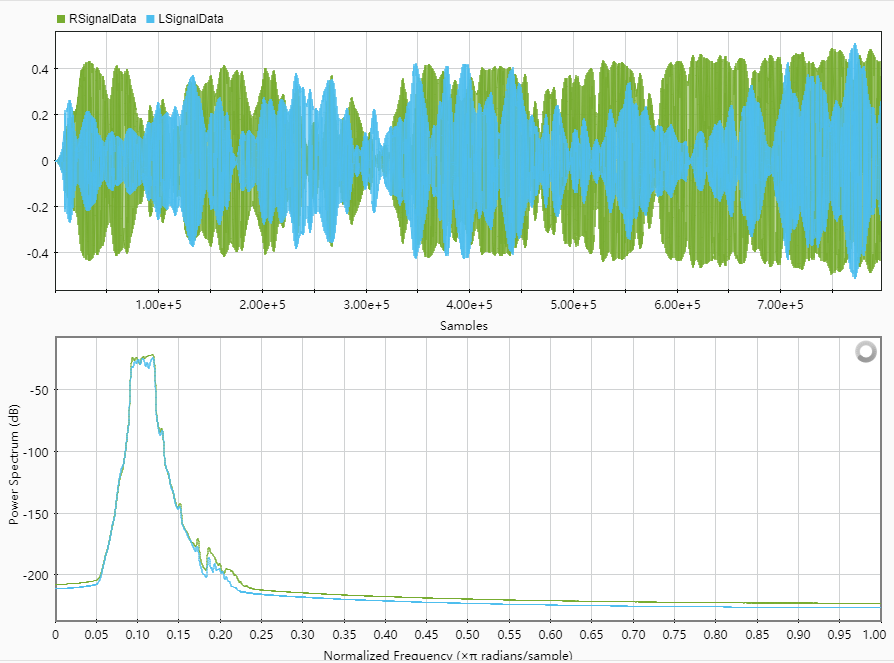 RSignalData LSignalData
0.4
0.2
0
-0.2
-0.4
1.00e+5 2.00e+5 3.00e+5 4.00e+5 5.00e+5 6.00e+5 7.00e+5
Samples
Power Spectrum (dB)
-50
-100
-150
-200
0 0.05 0.10 0.15 0.20 0.25 0.30 0.35 0.40 0.45 0.50 0.55 0.60 0.65 0.70 0.75 0.80 0.85 0.90 0.95 1.00
Normalized Frequency (×π radians/sample)